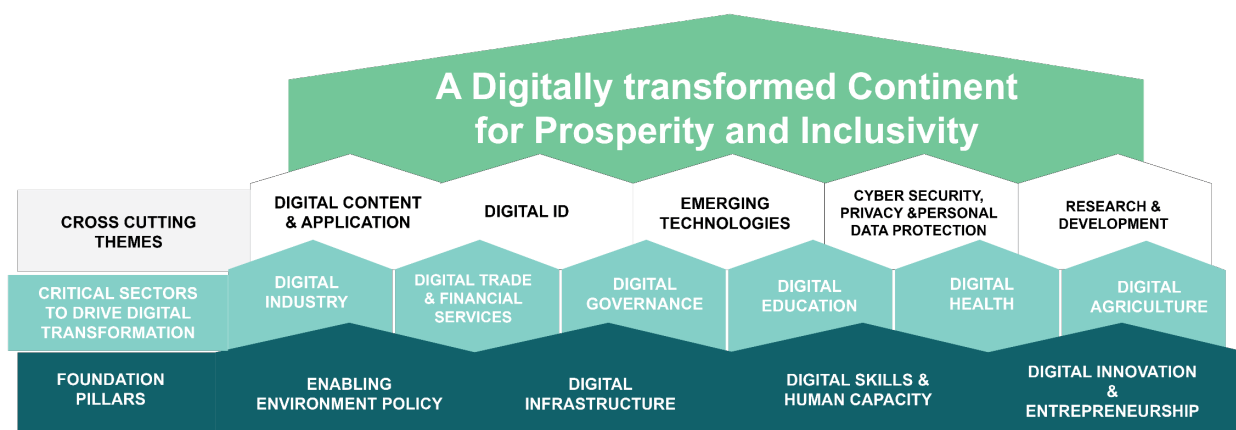 A Digitally transformed Continent
for Prosperity and Inclusivity
CROSS CUTTING
THEMES
DIGITAL CONTENT
& APPLICATION
DIGITAL ID
EMERGING
TECHNOLOGIES
CYBER SECURITY,
PRIVACY &PERSONAL
DATA PROTECTION
RESEARCH &
DEVELOPMENT
CRITICAL SECTORS
TO DRIVE DIGITAL
TRANSFORMATION
DIGITAL
INDUSTRY
DIGITAL TRADE
& FINANCIAL
SERVICES
DIGITAL
GOVERNANCE
DIGITAL
EDUCATION
DIGITAL
HEALTH
DIGITAL
AGRICULTURE
FOUNDATION
PILLARS
ENABLING
ENVIRONMENT POLICY
DIGITAL
INFRASTRUCTURE
DIGITAL SKILLS &
HUMAN CAPACITY
DIGITAL INNOVATION
&
ENTREPRENEURSHIP